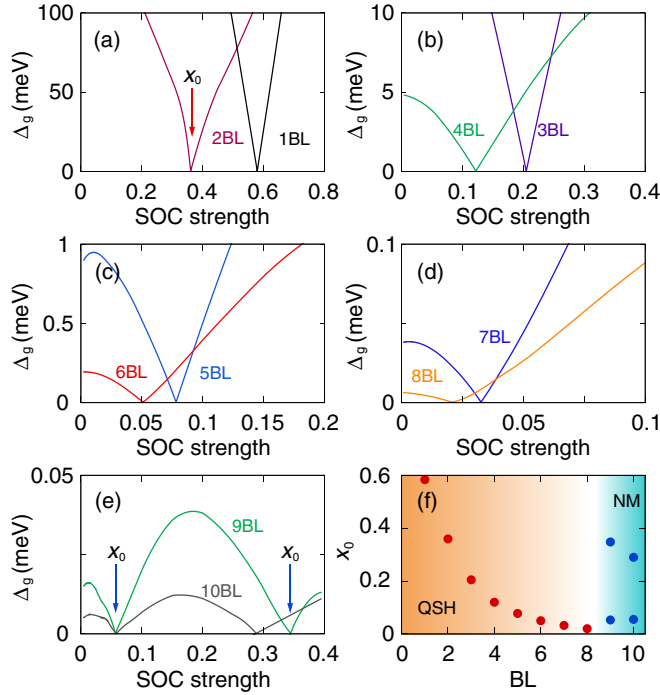 (a)
Δg (meV)
100
50
0
x₀
2BL
1BL
0 0.2 0.4 0.6 0.8
SOC strength
(b)
Δg (meV)
10
5
0
4BL
3BL
0 0.1 0.2 0.3 0.4
SOC strength
(c)
Δg (meV)
1
0.5
0
6BL
5BL
0 0.05 0.1 0.15 0.2
SOC strength
(d)
Δg (meV)
0.1
0
7BL
8BL
0 0.05 0.1
SOC strength
(e)
Δg (meV)
0.05
0
x₀
9BL
x₀
10BL
0 0.1 0.2 0.3 0.4
SOC strength
(f)
x₀
0.6
0.4
0.2
0
NM
QSH
0 2 4 6 8 10
BL